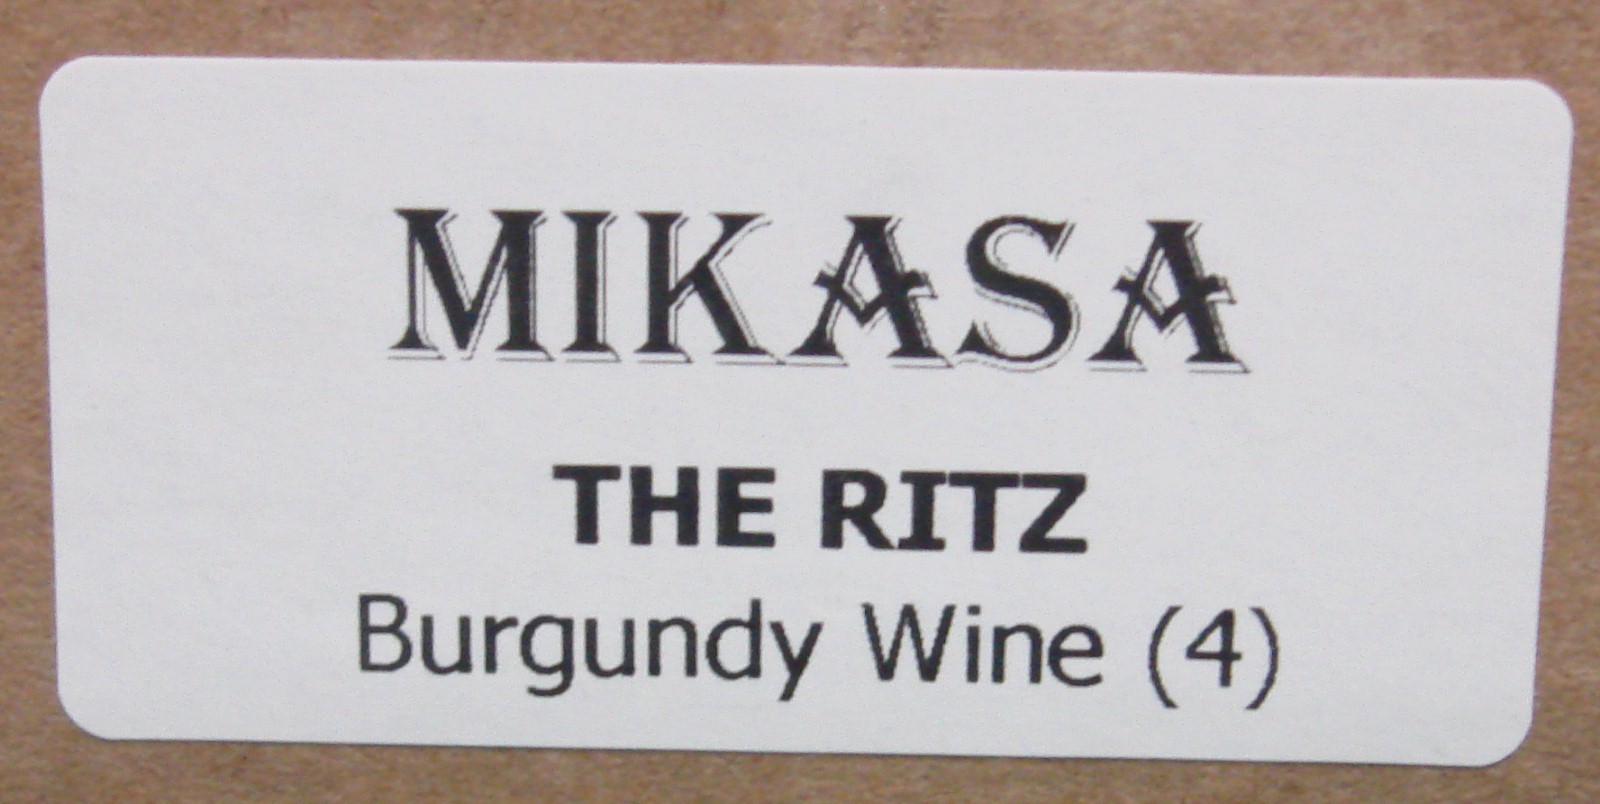 MIKASA
THE RITZ
Burgundy Wine (4)